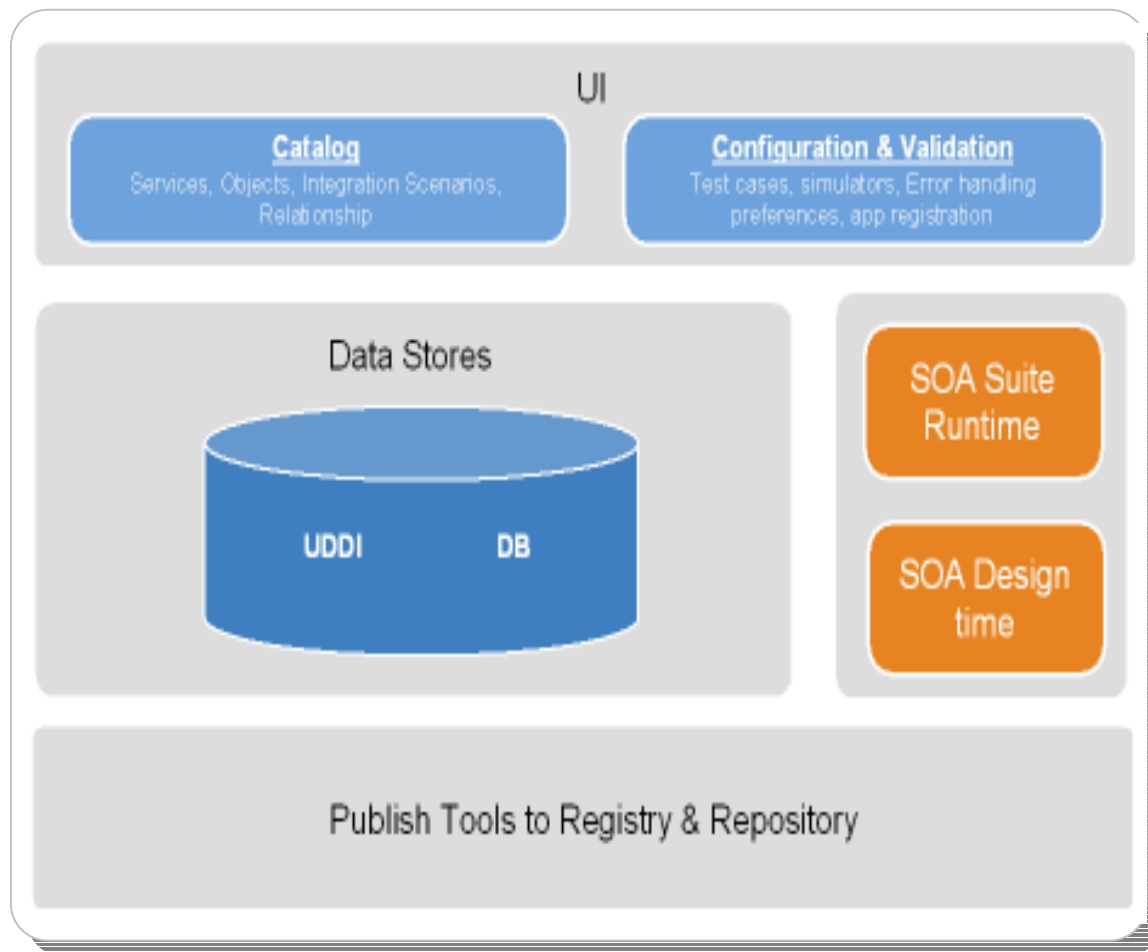 UI
Catalog
Services, Objects, Integration Scenarios,
Relationship
Configuration & Validation
Test cases, simulators, Error handling
preferences, app registration
Data Stores
UDDI
DB
SOA Suite
Runtime
SOA Design
time
Publish Tools to Registry & Repository